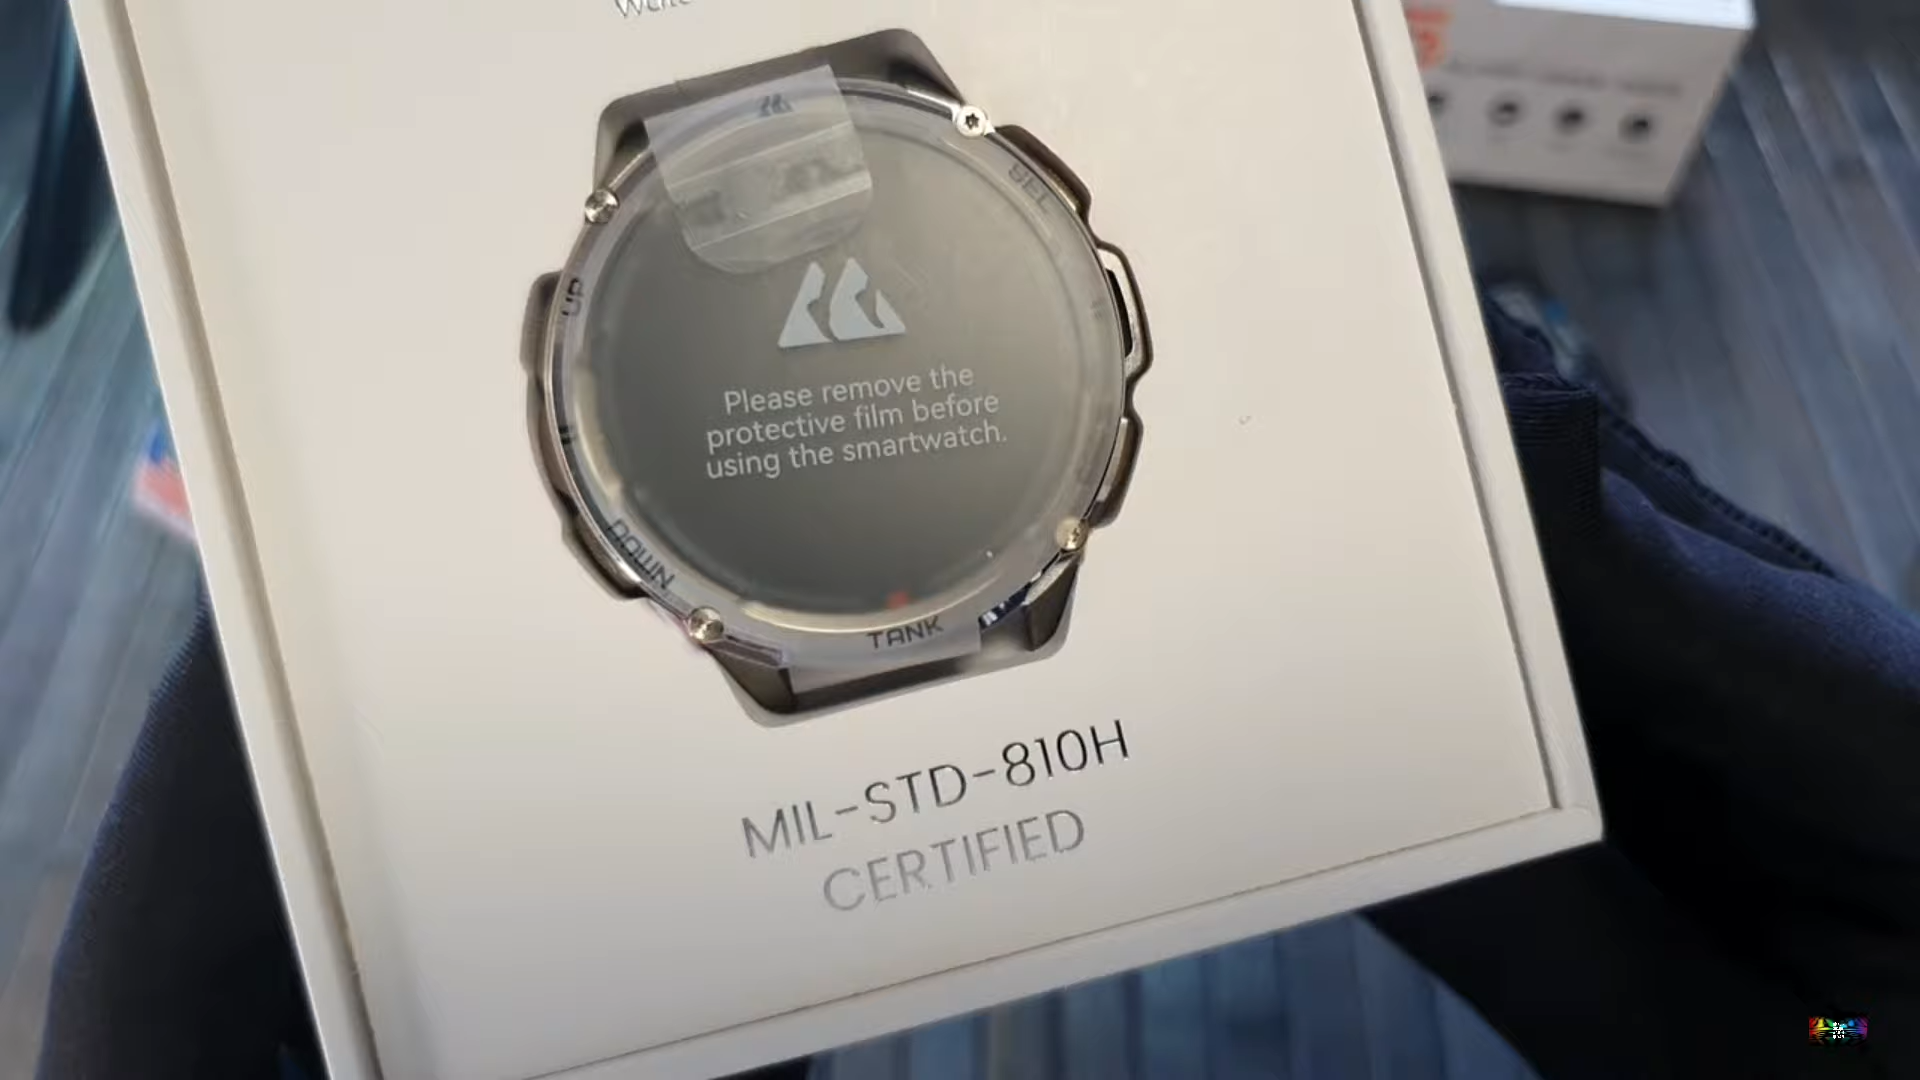 SEL
UP
Please remove the
protective film before
using the smartwatch.
DOWN
TANK
MIL-STD-810H
CERTIFIED